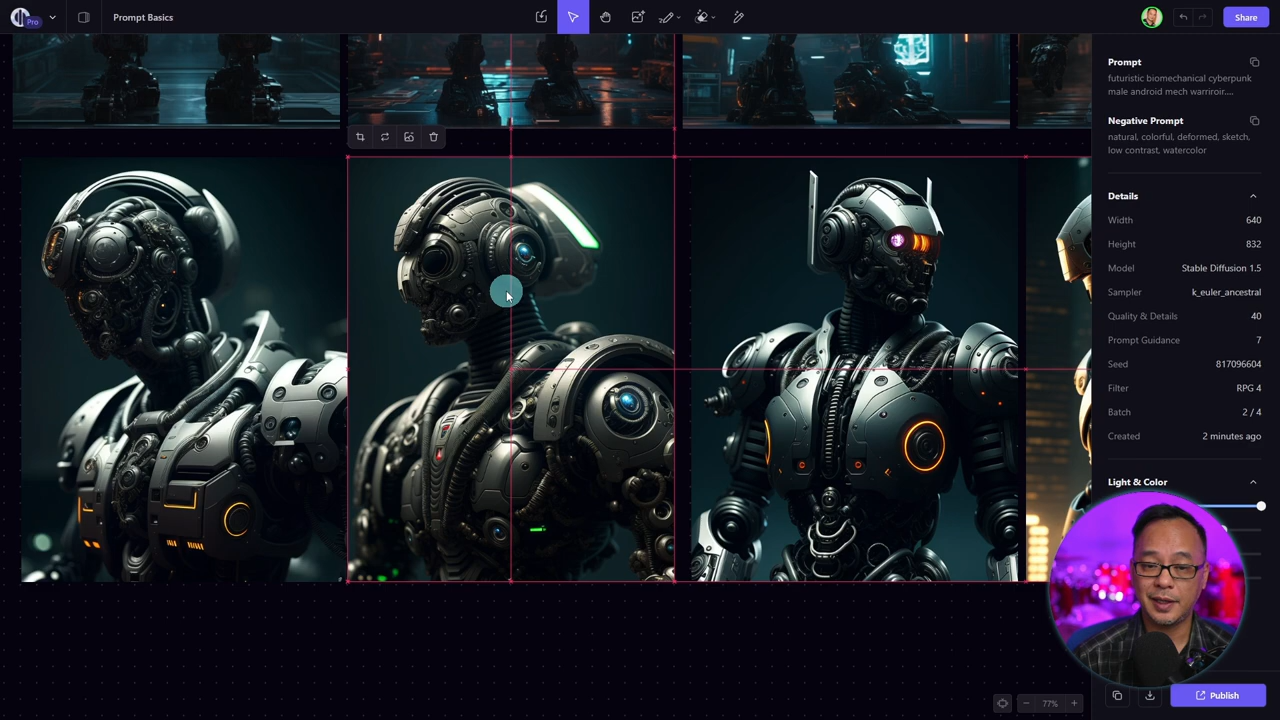 Pro
Prompt Basics
Share
Prompt
futuristic biomechanical cyberpunk
male android mech warriroir....
Negative Prompt
natural, colorful, deformed, sketch,
low contrast, watercolor
Details
Width 640
Height 832
Model Stable Diffusion 1.5
Sampler k_euler_ancestral
Quality & Details 40
Prompt Guidance 7
Seed 817096604
Filter RPG 4
Batch 2 / 4
Created 2 minutes ago
Light & Color
77%
Publish